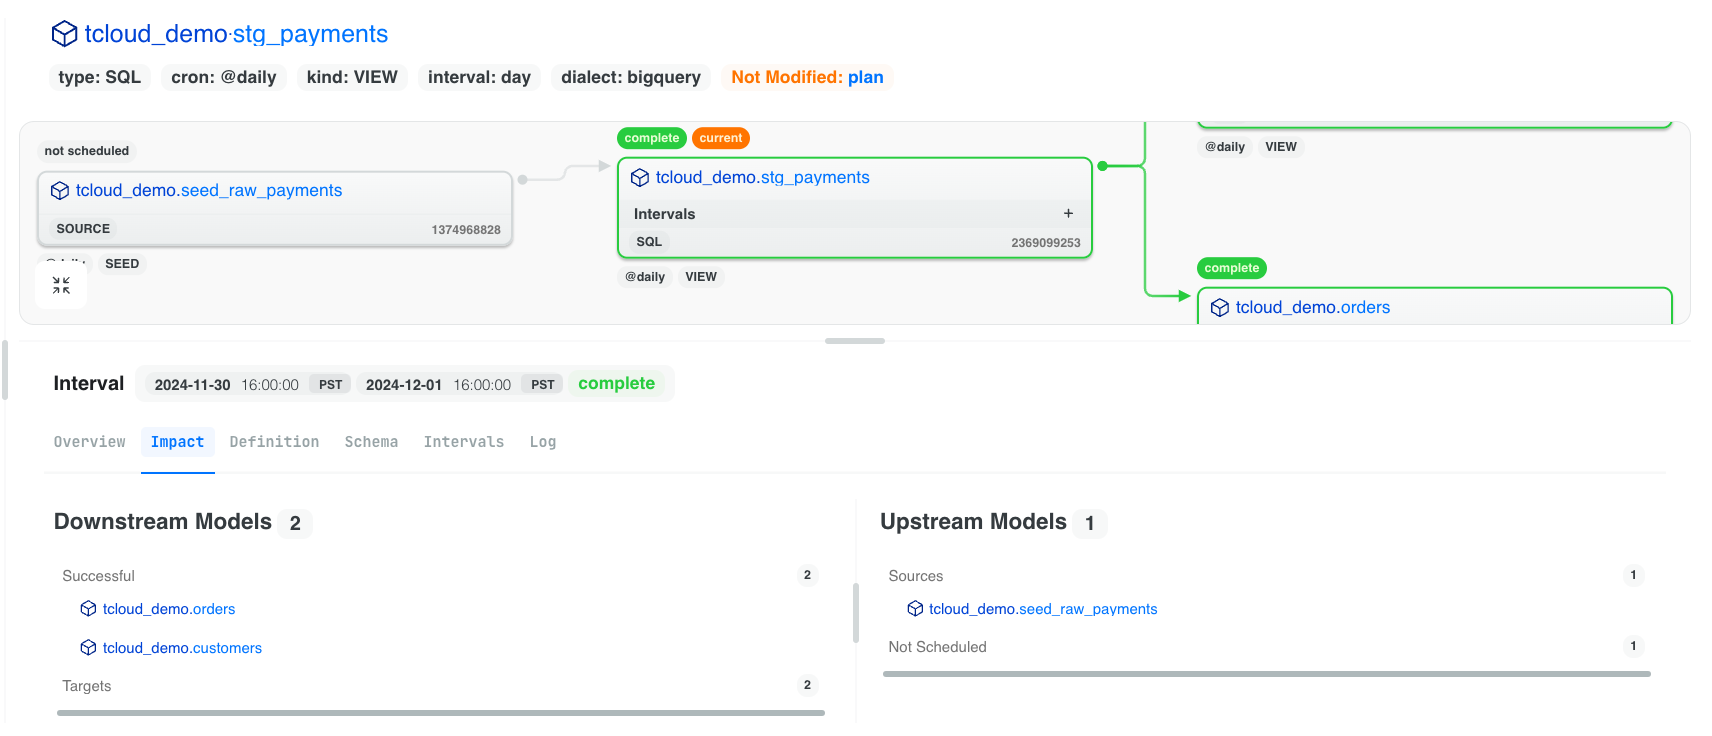 tcloud_demo.stg_payments
type: SQL cron: @daily kind: VIEW interval: day dialect: bigquery Not Modified: plan
not scheduled
tcloud_demo.seed_raw_payments
SOURCE 1374968828
SEED
complete current
tcloud_demo.stg_payments
Intervals +
SQL 2369099253
@daily VIEW
@daily VIEW
complete
tcloud_demo.orders
Interval 2024-11-30 16:00:00 PST 2024-12-01 16:00:00 PST complete
Overview Impact Definition Schema Intervals Log
Downstream Models 2
Successful 2
tcloud_demo.orders
tcloud_demo.customers
Targets 2
Upstream Models 1
Sources 1
tcloud_demo.seed_raw_payments
Not Scheduled 1